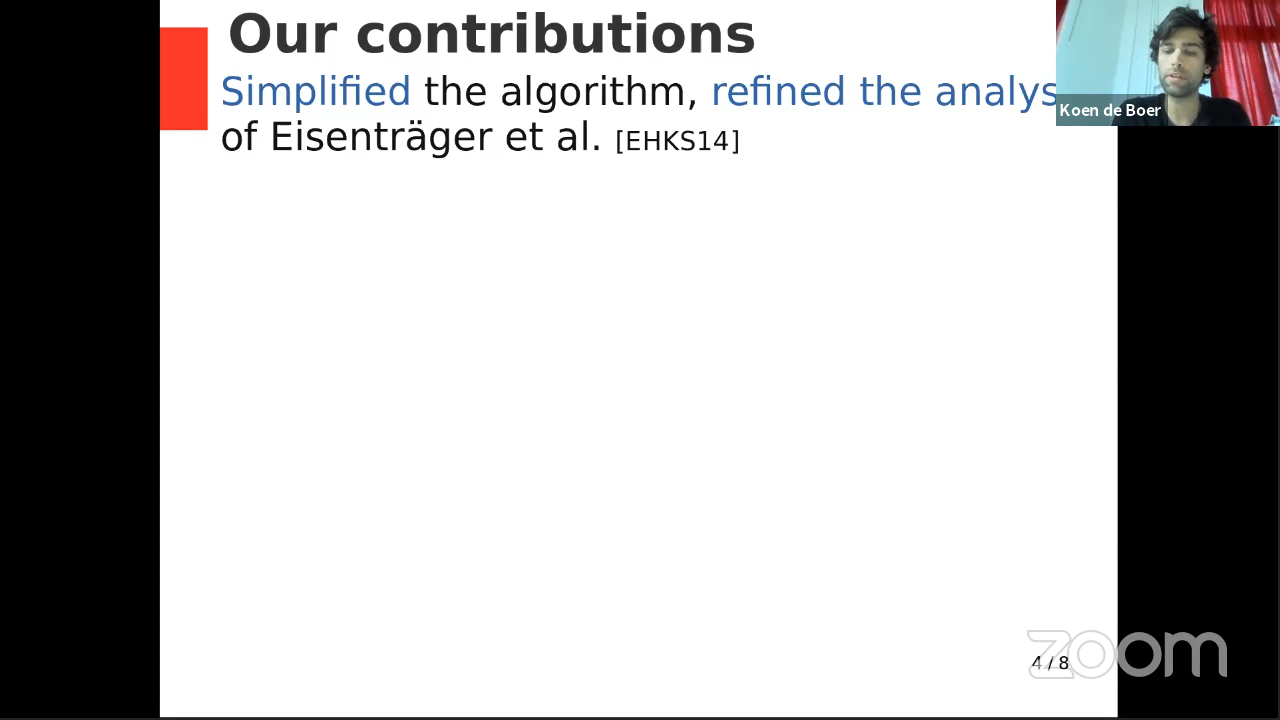 Our contributions
Simplified the algorithm, refined the analys
of Eisenträger et al. [EHKS14]
Koen de Boer
4 / 8
zoom